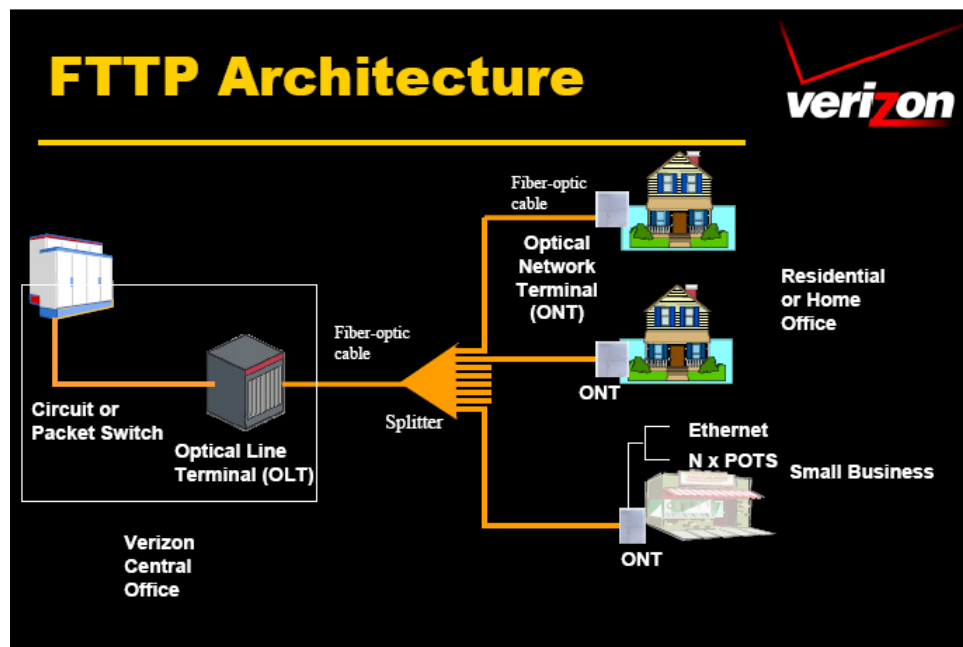 FTTP Architecture
verizon
Fiber-optic
cable
Optical
Network
Terminal
(ONT)
Residential
or Home
Office
Fiber-optic
cable
ONT
Circuit or
Packet Switch
Splitter
Optical Line
Terminal (OLT)
Ethernet
N x POTS
Small Business
ONT
Verizon
Central
Office